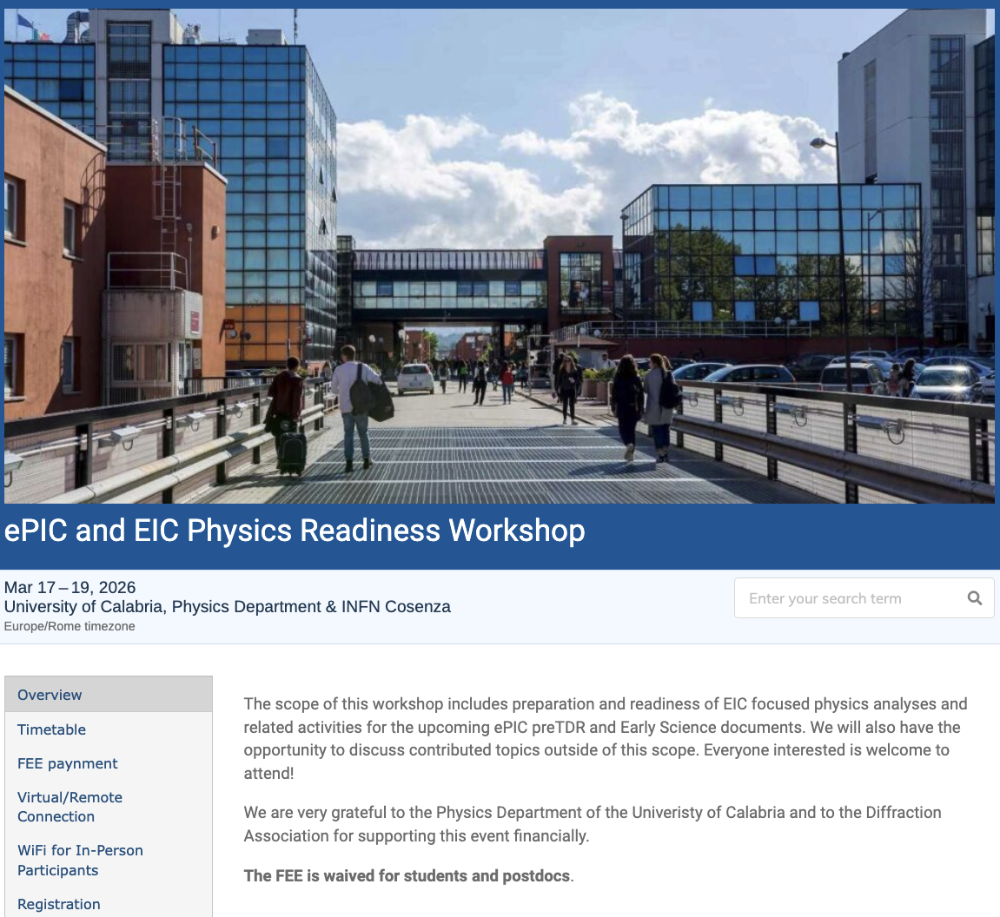 ePIC and EIC Physics Readiness Workshop
Mar 17 – 19, 2026
University of Calabria, Physics Department & INFN Cosenza
Europe/Rome timezone
Enter your search term
Overview
Timetable
FEE paynment
Virtual/Remote
Connection
WiFi for In-Person
Participants
Registration
The scope of this workshop includes preparation and readiness of EIC focused physics analyses and
related activities for the upcoming ePIC preTDR and Early Science documents. We will also have the
opportunity to discuss contributed topics outside of this scope. Everyone interested is welcome to
attend!
We are very grateful to the Physics Department of the Univeristy of Calabria and to the Diffraction
Association for supporting this event financially.
The FEE is waived for students and postdocs.